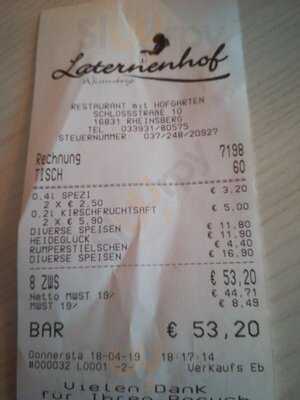 Laternenhof
RESTAURANT mit HOFGARTEN
SCHLOSSSTRAßE 10
16831 RHEINSBERG
TEL 033931/80575
STEUERNUMMER 037/248/20927
Rechnung 7198
TISCH 60
0.4l SPEZI € 3,20
2 X € 2.50
0.2l KIRSCHFRUCHTSAFT € 5.00
2 X € 5.90
DIVERSE SPEISEN € 11.80
HEIDEGLÜCK € 11.90
RUMPERSTIELSCHEN € 4.40
DIVERSE SPEISEN € 16.90
8 ZWS € 53,20
Netto MWST 19/ € 44.71
MWST 19/ € 8.49
BAR € 53,20
Donnersta 18-04-19 18:17:14
#000032 L0001 -2- Verkaufs Eb
Vielen Dank
für Ihren Besuch